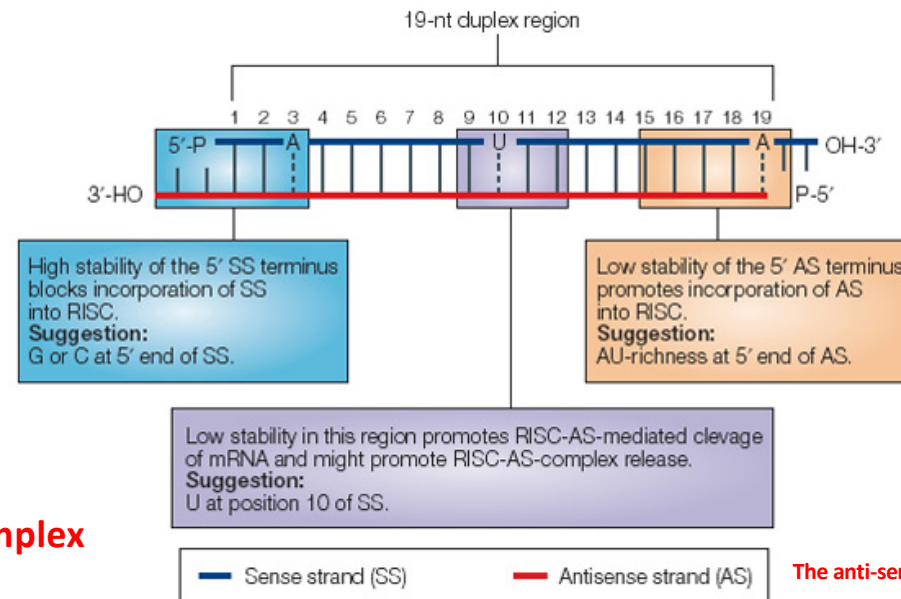 19-nt duplex region
1 2 3 4 5 6 7 8 9 10 11 12 13 14 15 16 17 18 19
5′-P A U A OH-3′
3′-HO P-5′
High stability of the 5′ SS terminus
blocks incorporation of SS
into RISC.
Suggestion:
G or C at 5′ end of SS.
Low stability of the 5′ AS terminus
promotes incorporation of AS
into RISC.
Suggestion:
AU-richness at 5′ end of AS.
Low stability in this region promotes RISC-AS-mediated clevage
of mRNA and might promote RISC-AS-complex release.
Suggestion:
U at position 10 of SS.
mplex
Sense strand (SS) Antisense strand (AS) The anti-ser